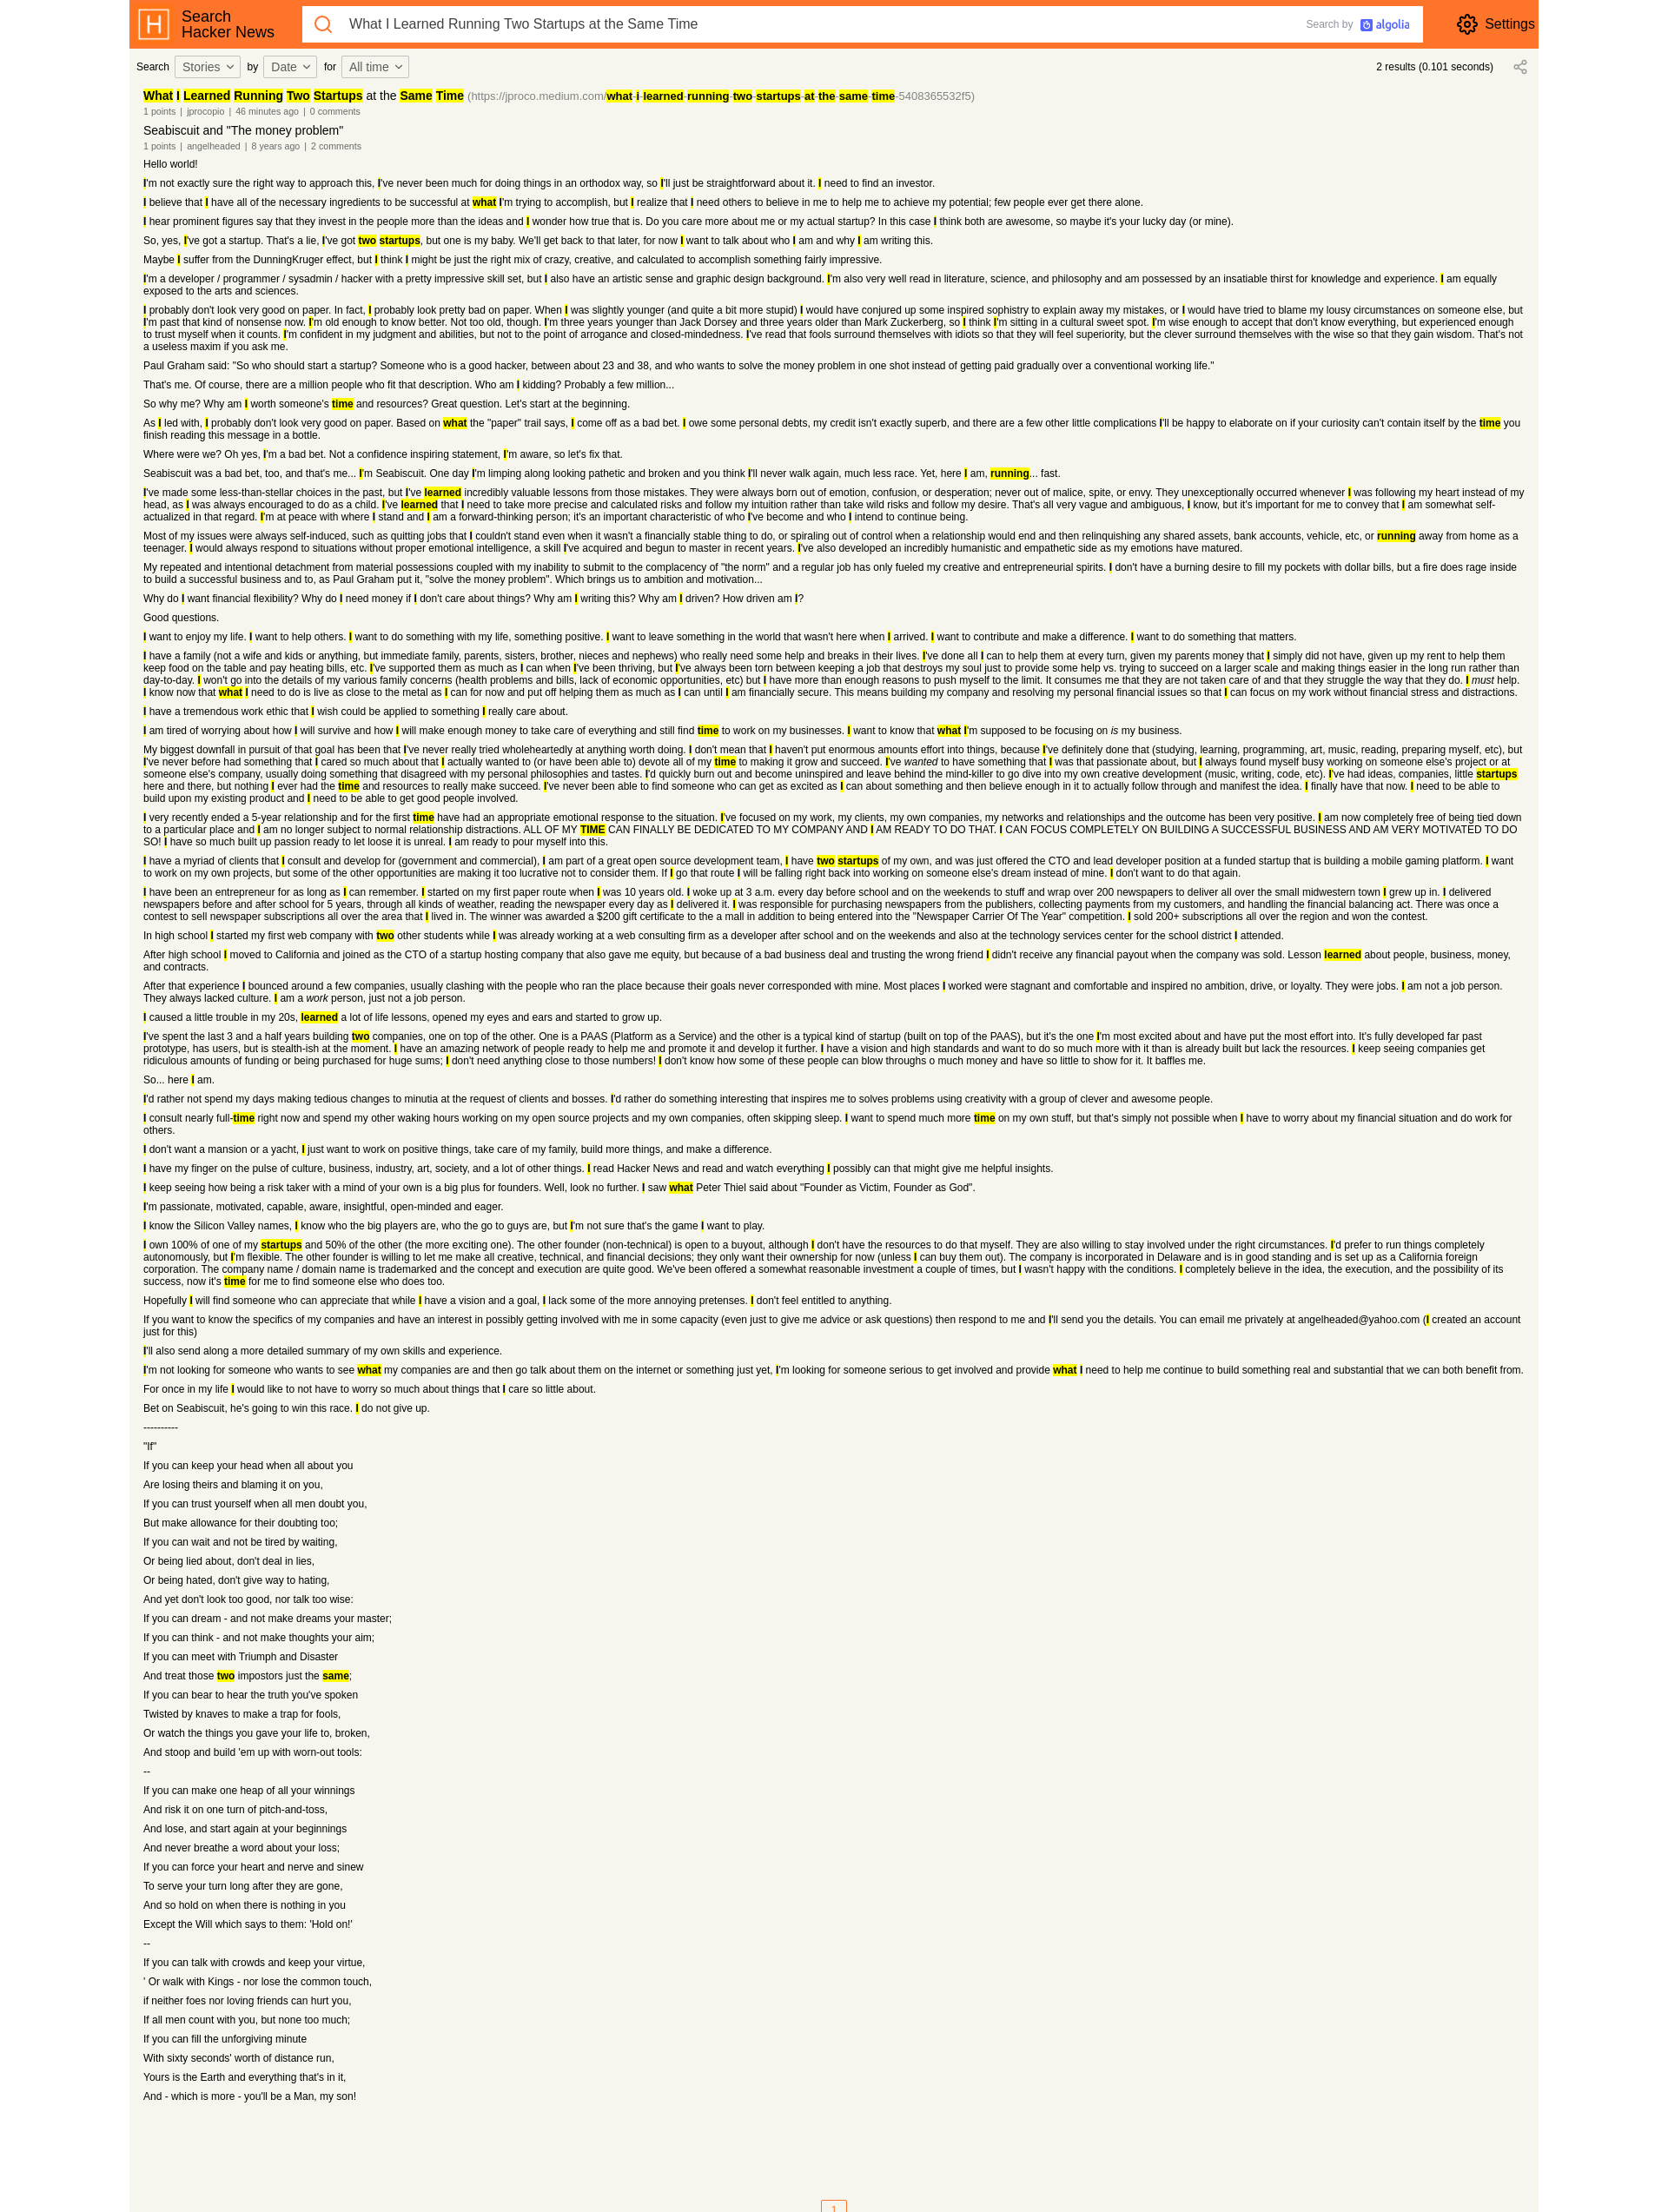 Search
Hacker News
What I Learned Running Two Startups at the Same Time
Search by algolia
Settings
Search Stories by Date for All time
2 results (0.101 seconds)
What I Learned Running Two Startups at the Same Time (https://jproco.medium.com/what-i-learned-running-two-startups-at-the-same-time-5408365532f5)
1 points | jprocopio | 46 minutes ago | 0 comments
Seabiscuit and "The money problem"
1 points | angelheaded | 8 years ago | 2 comments
Hello world!
I'm not exactly sure the right way to approach this, I've never been much for doing things in an orthodox way, so I'll just be straightforward about it. I need to find an investor.
I believe that I have all of the necessary ingredients to be successful at what I'm trying to accomplish, but I realize that I need others to believe in me to help me to achieve my potential; few people ever get there alone.
I hear prominent figures say that they invest in the people more than the ideas and I wonder how true that is. Do you care more about me or my actual startup? In this case I think both are awesome, so maybe it's your lucky day (or mine).
So, yes, I've got a startup. That's a lie, I've got two startups, but one is my baby. We'll get back to that later, for now I want to talk about who I am and why I am writing this.
Maybe I suffer from the DunningKruger effect, but I think I might be just the right mix of crazy, creative, and calculated to accomplish something fairly impressive.
I'm a developer / programmer / sysadmin / hacker with a pretty impressive skill set, but I also have an artistic sense and graphic design background. I'm also very well read in literature, science, and philosophy and am possessed by an insatiable thirst for knowledge and experience. I am equally
exposed to the arts and sciences.
I probably don't look very good on paper. In fact, I probably look pretty bad on paper. When I was slightly younger (and quite a bit more stupid) I would have conjured up some inspired sophistry to explain away my mistakes, or I would have tried to blame my lousy circumstances on someone else, but
I'm past that kind of nonsense now. I'm old enough to know better. Not too old, though. I'm three years younger than Jack Dorsey and three years older than Mark Zuckerberg, so I think I'm sitting in a cultural sweet spot. I'm wise enough to accept that don't know everything, but experienced enough
to trust myself when it counts. I'm confident in my judgment and abilities, but not to the point of arrogance and closed-mindedness. I've read that fools surround themselves with idiots so that they will feel superiority, but the clever surround themselves with the wise so that they gain wisdom. That's not
a useless maxim if you ask me.
Paul Graham said: "So who should start a startup? Someone who is a good hacker, between about 23 and 38, and who wants to solve the money problem in one shot instead of getting paid gradually over a conventional working life."
That's me. Of course, there are a million people who fit that description. Who am I kidding? Probably a few million...
So why me? Why am I worth someone's time and resources? Great question. Let's start at the beginning.
As I led with, I probably don't look very good on paper. Based on what the "paper" trail says, I come off as a bad bet. I owe some personal debts, my credit isn't exactly superb, and there are a few other little complications I'll be happy to elaborate on if your curiosity can't contain itself by the time you
finish reading this message in a bottle.
Where were we? Oh yes, I'm a bad bet. Not a confidence inspiring statement, I'm aware, so let's fix that.
Seabiscuit was a bad bet, too, and that's me... I'm Seabiscuit. One day I'm limping along looking pathetic and broken and you think I'll never walk again, much less race. Yet, here I am, running... fast.
I've made some less-than-stellar choices in the past, but I've learned incredibly valuable lessons from those mistakes. They were always born out of emotion, confusion, or desperation; never out of malice, spite, or envy. They unexceptionally occurred whenever I was following my heart instead of my
head, as I was always encouraged to do as a child. I've learned that I need to take more precise and calculated risks and follow my intuition rather than take wild risks and follow my desire. That's all very vague and ambiguous, I know, but it's important for me to convey that I am somewhat self-
actualized in that regard. I'm at peace with where I stand and I am a forward-thinking person; it's an important characteristic of who I've become and who I intend to continue being.
Most of my issues were always self-induced, such as quitting jobs that I couldn't stand even when it wasn't a financially stable thing to do, or spiraling out of control when a relationship would end and then relinquishing any shared assets, bank accounts, vehicle, etc, or running away from home as a
teenager. I would always respond to situations without proper emotional intelligence, a skill I've acquired and begun to master in recent years. I've also developed an incredibly humanistic and empathetic side as my emotions have matured.
My repeated and intentional detachment from material possessions coupled with my inability to submit to the complacency of "the norm" and a regular job has only fueled my creative and entrepreneurial spirits. I don't have a burning desire to fill my pockets with dollar bills, but a fire does rage inside
to build a successful business and to, as Paul Graham put it, "solve the money problem". Which brings us to ambition and motivation...
Why do I want financial flexibility? Why do I need money if I don't care about things? Why am I writing this? Why am I driven? How driven am I?
Good questions.
I want to enjoy my life. I want to help others. I want to do something with my life, something positive. I want to leave something in the world that wasn't here when I arrived. I want to contribute and make a difference. I want to do something that matters.
I have a family (not a wife and kids or anything, but immediate family, parents, sisters, brother, nieces and nephews) who really need some help and breaks in their lives. I've done all I can to help them at every turn, given my parents money that I simply did not have, given up my rent to help them
keep food on the table and pay heating bills, etc. I've supported them as much as I can when I've been thriving, but I've always been torn between keeping a job that destroys my soul just to provide some help vs. trying to succeed on a larger scale and making things easier in the long run rather than
day-to-day. I won't go into the details of my various family concerns (health problems and bills, lack of economic opportunities, etc) but I have more than enough reasons to push myself to the limit. It consumes me that they are not taken care of and that they struggle the way that they do. I must help.
I know now that what I need to do is live as close to the metal as I can for now and put off helping them as much as I can until I am financially secure. This means building my company and resolving my personal financial issues so that I can focus on my work without financial stress and distractions.
I have a tremendous work ethic that I wish could be applied to something I really care about.
I am tired of worrying about how I will survive and how I will make enough money to take care of everything and still find time to work on my businesses. I want to know that what I'm supposed to be focusing on is my business.
My biggest downfall in pursuit of that goal has been that I've never really tried wholeheartedly at anything worth doing. I don't mean that I haven't put enormous amounts effort into things, because I've definitely done that (studying, learning, programming, art, music, reading, preparing myself, etc), but
I've never before had something that I cared so much about that I actually wanted to (or have been able to) devote all of my time to making it grow and succeed. I've wanted to have something that I was that passionate about, but I always found myself busy working on someone else's project or at
someone else's company, usually doing something that disagreed with my personal philosophies and tastes. I'd quickly burn out and become uninspired and leave behind the mind-killer to go dive into my own creative development (music, writing, code, etc). I've had ideas, companies, little startups
here and there, but nothing I ever had the time and resources to really make succeed. I've never been able to find someone who can get as excited as I can about something and then believe enough in it to actually follow through and manifest the idea. I finally have that now. I need to be able to
build upon my existing product and I need to be able to get good people involved.
I very recently ended a 5-year relationship and for the first time have had an appropriate emotional response to the situation. I've focused on my work, my clients, my own companies, my networks and relationships and the outcome has been very positive. I am now completely free of being tied down
to a particular place and I am no longer subject to normal relationship distractions. ALL OF MY TIME CAN FINALLY BE DEDICATED TO MY COMPANY AND I AM READY TO DO THAT. I CAN FOCUS COMPLETELY ON BUILDING A SUCCESSFUL BUSINESS AND AM VERY MOTIVATED TO DO
SO! I have so much built up passion ready to let loose it is unreal. I am ready to pour myself into this.
I have a myriad of clients that I consult and develop for (government and commercial), I am part of a great open source development team, I have two startups of my own, and was just offered the CTO and lead developer position at a funded startup that is building a mobile gaming platform. I want
to work on my own projects, but some of the other opportunities are making it too lucrative not to consider them. If I go that route I will be falling right back into working on someone else's dream instead of mine. I don't want to do that again.
I have been an entrepreneur for as long as I can remember. I started on my first paper route when I was 10 years old. I woke up at 3 a.m. every day before school and on the weekends to stuff and wrap over 200 newspapers to deliver all over the small midwestern town I grew up in. I delivered
newspapers before and after school for 5 years, through all kinds of weather, reading the newspaper every day as I delivered it. I was responsible for purchasing newspapers from the publishers, collecting payments from my customers, and handling the financial balancing act. There was once a
contest to sell newspaper subscriptions all over the area that I lived in. The winner was awarded a $200 gift certificate to the a mall in addition to being entered into the "Newspaper Carrier Of The Year" competition. I sold 200+ subscriptions all over the region and won the contest.
In high school I started my first web company with two other students while I was already working at a web consulting firm as a developer after school and on the weekends and also at the technology services center for the school district I attended.
After high school I moved to California and joined as the CTO of a startup hosting company that also gave me equity, but because of a bad business deal and trusting the wrong friend I didn't receive any financial payout when the company was sold. Lesson learned about people, business, money,
and contracts.
After that experience I bounced around a few companies, usually clashing with the people who ran the place because their goals never corresponded with mine. Most places I worked were stagnant and comfortable and inspired no ambition, drive, or loyalty. They were jobs. I am not a job person.
They always lacked culture. I am a work person, just not a job person.
I caused a little trouble in my 20s, learned a lot of life lessons, opened my eyes and ears and started to grow up.
I've spent the last 3 and a half years building two companies, one on top of the other. One is a PAAS (Platform as a Service) and the other is a typical kind of startup (built on top of the PAAS), but it's the one I'm most excited about and have put the most effort into. It's fully developed far past
prototype, has users, but is stealth-ish at the moment. I have an amazing network of people ready to help me and promote it and develop it further. I have a vision and high standards and want to do so much more with it than is already built but lack the resources. I keep seeing companies get
ridiculous amounts of funding or being purchased for huge sums; I don't need anything close to those numbers! I don't know how some of these people can blow throughs o much money and have so little to show for it. It baffles me.
So... here I am.
I'd rather not spend my days making tedious changes to minutia at the request of clients and bosses. I'd rather do something interesting that inspires me to solves problems using creativity with a group of clever and awesome people.
I consult nearly full-time right now and spend my other waking hours working on my open source projects and my own companies, often skipping sleep. I want to spend much more time on my own stuff, but that's simply not possible when I have to worry about my financial situation and do work for
others.
I don't want a mansion or a yacht, I just want to work on positive things, take care of my family, build more things, and make a difference.
I have my finger on the pulse of culture, business, industry, art, society, and a lot of other things. I read Hacker News and read and watch everything I possibly can that might give me helpful insights.
I keep seeing how being a risk taker with a mind of your own is a big plus for founders. Well, look no further. I saw what Peter Thiel said about "Founder as Victim, Founder as God".
I'm passionate, motivated, capable, aware, insightful, open-minded and eager.
I know the Silicon Valley names, I know who the big players are, who the go to guys are, but I'm not sure that's the game I want to play.
I own 100% of one of my startups and 50% of the other (the more exciting one). The other founder (non-technical) is open to a buyout, although I don't have the resources to do that myself. They are also willing to stay involved under the right circumstances. I'd prefer to run things completely
autonomously, but I'm flexible. The other founder is willing to let me make all creative, technical, and financial decisions; they only want their ownership for now (unless I can buy them out). The company is incorporated in Delaware and is in good standing and is set up as a California foreign
corporation. The company name / domain name is trademarked and the concept and execution are quite good. We've been offered a somewhat reasonable investment a couple of times, but I wasn't happy with the conditions. I completely believe in the idea, the execution, and the possibility of its
success, now it's time for me to find someone else who does too.
Hopefully I will find someone who can appreciate that while I have a vision and a goal, I lack some of the more annoying pretenses. I don't feel entitled to anything.
If you want to know the specifics of my companies and have an interest in possibly getting involved with me in some capacity (even just to give me advice or ask questions) then respond to me and I'll send you the details. You can email me privately at angelheaded@yahoo.com (I created an account
just for this)
I'll also send along a more detailed summary of my own skills and experience.
I'm not looking for someone who wants to see what my companies are and then go talk about them on the internet or something just yet, I'm looking for someone serious to get involved and provide what I need to help me continue to build something real and substantial that we can both benefit from.
For once in my life I would like to not have to worry so much about things that I care so little about.
Bet on Seabiscuit, he's going to win this race. I do not give up.
----------
"If"
If you can keep your head when all about you
Are losing theirs and blaming it on you,
If you can trust yourself when all men doubt you,
But make allowance for their doubting too;
If you can wait and not be tired by waiting,
Or being lied about, don't deal in lies,
Or being hated, don't give way to hating,
And yet don't look too good, nor talk too wise:
If you can dream - and not make dreams your master;
If you can think - and not make thoughts your aim;
If you can meet with Triumph and Disaster
And treat those two impostors just the same;
If you can bear to hear the truth you've spoken
Twisted by knaves to make a trap for fools,
Or watch the things you gave your life to, broken,
And stoop and build 'em up with worn-out tools:
--
If you can make one heap of all your winnings
And risk it on one turn of pitch-and-toss,
And lose, and start again at your beginnings
And never breathe a word about your loss;
If you can force your heart and nerve and sinew
To serve your turn long after they are gone,
And so hold on when there is nothing in you
Except the Will which says to them: 'Hold on!'
--
If you can talk with crowds and keep your virtue,
' Or walk with Kings - nor lose the common touch,
if neither foes nor loving friends can hurt you,
If all men count with you, but none too much;
If you can fill the unforgiving minute
With sixty seconds' worth of distance run,
Yours is the Earth and everything that's in it,
And - which is more - you'll be a Man, my son!
1